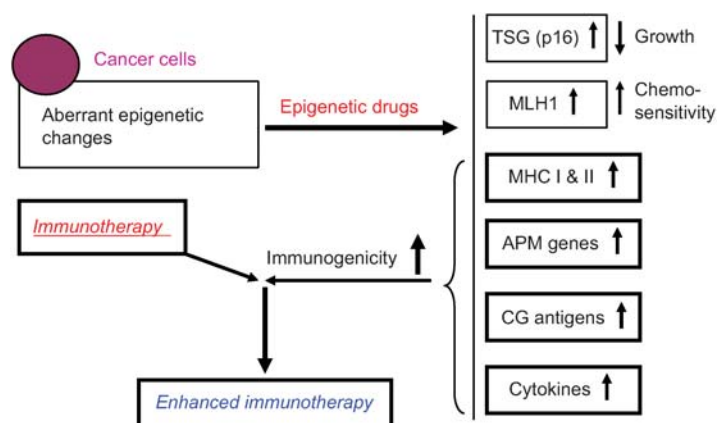 Cancer cells
Aberrant epigenetic
changes
Epigenetic drugs
TSG (p16)
Growth
MLH1
Chemo-
sensitivity
MHC I & II
APM genes
CG antigens
Cytokines
Immunotherapy
Immunogenicity
Enhanced immunotherapy